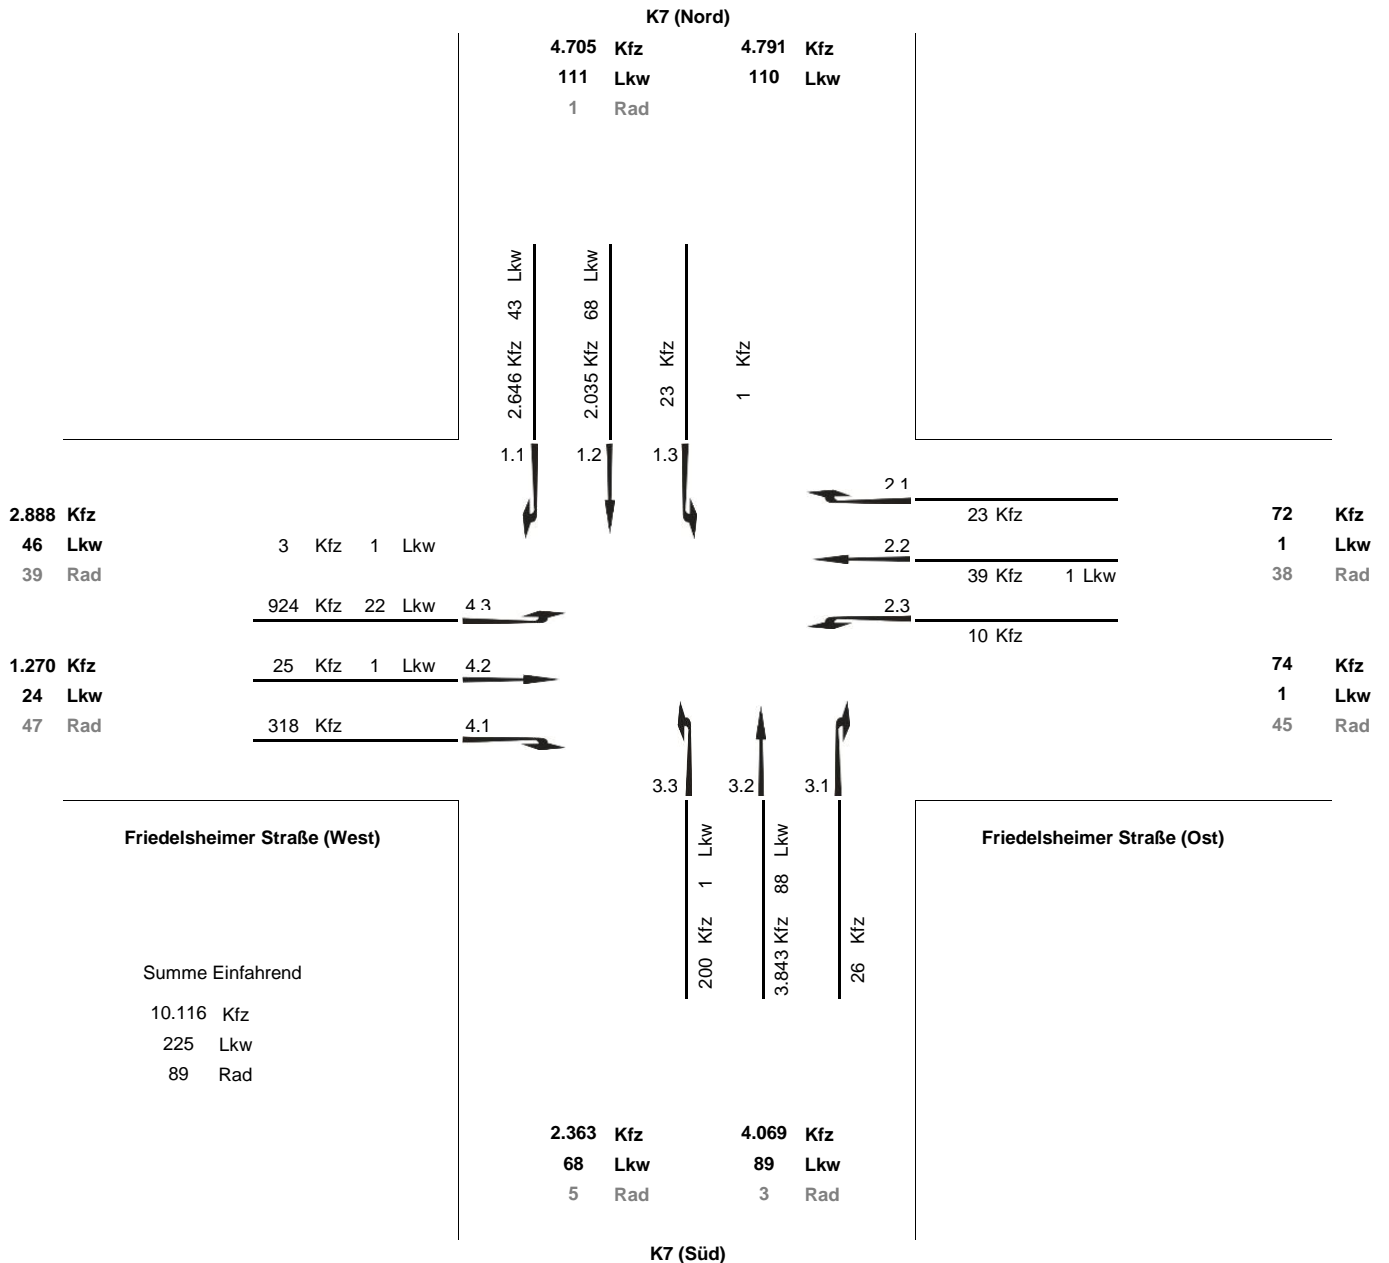 K7 (Nord)
4.705 Kfz 4.791 Kfz
111 Lkw 110 Lkw
1 Rad
2.646 Kfz 43 Lkw
2.035 Kfz 68 Lkw
23 Kfz
1 Kfz
1.1 1.2 1.3
2.888 Kfz
46 Lkw
39 Rad
3 Kfz 1 Lkw
924 Kfz 22 Lkw 4.3
1.270 Kfz
24 Lkw
47 Rad
25 Kfz 1 Lkw 4.2
318 Kfz 4.1
2.1
23 Kfz
2.2
39 Kfz 1 Lkw
2.3
10 Kfz
72 Kfz
1 Lkw
38 Rad
74 Kfz
1 Lkw
45 Rad
3.3 3.2 3.1
200 Kfz 1 Lkw
3.843 Kfz 88 Lkw
26 Kfz
Friedelsheimer Straße (West)
Friedelsheimer Straße (Ost)
Summe Einfahrend
10.116 Kfz
225 Lkw
89 Rad
2.363 Kfz 4.069 Kfz
68 Lkw 89 Lkw
5 Rad 3 Rad
K7 (Süd)